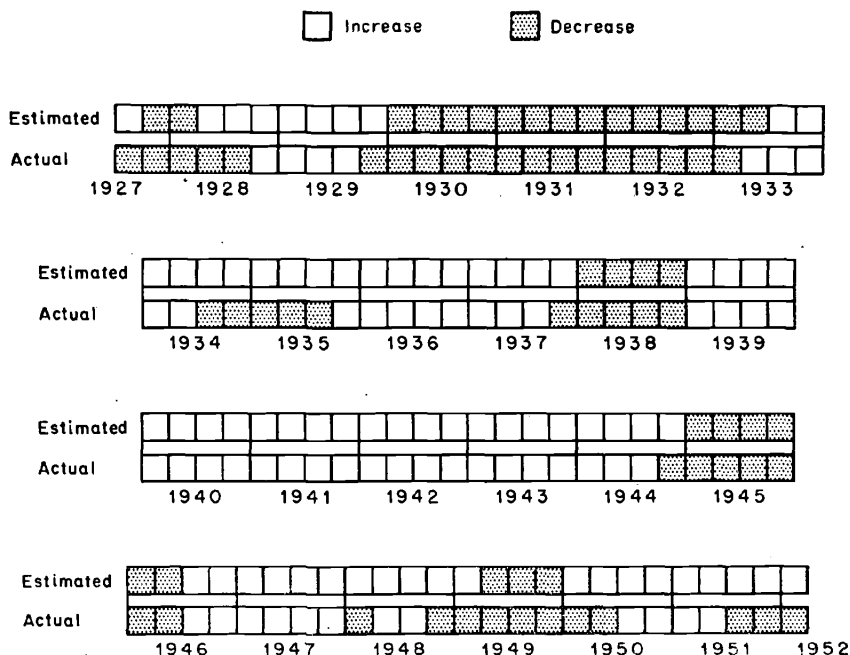 Increase Decrease
Estimated
Actual
1927 1928 1929 1930 1931 1932 1933
Estimated
Actual
1934 1935 1936 1937 1938 1939
Estimated
Actual
1940 1941 1942 1943 1944 1945
Estimated
Actual
1946 1947 1948 1949 1950 1951 1952